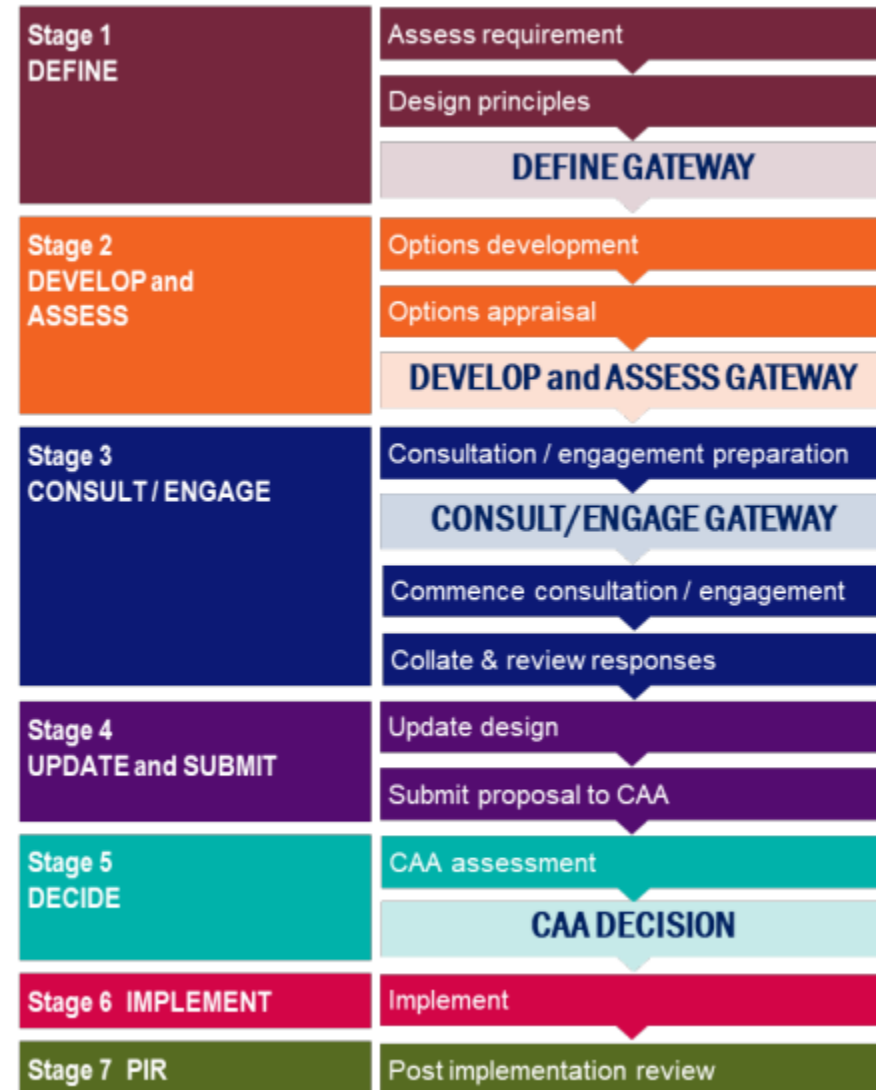 Stage 1
DEFINE
Assess requirement
Design principles
DEFINE GATEWAY
Stage 2
DEVELOP and
ASSESS
Options development
Options appraisal
DEVELOP and ASSESS GATEWAY
Stage 3
CONSULT / ENGAGE
Consultation / engagement preparation
CONSULT/ENGAGE GATEWAY
Commence consultation / engagement
Collate & review responses
Stage 4
UPDATE and SUBMIT
Update design
Submit proposal to CAA
Stage 5
DECIDE
CAA assessment
CAA DECISION
Stage 6 IMPLEMENT
Implement
Stage 7 PIR
Post implementation review